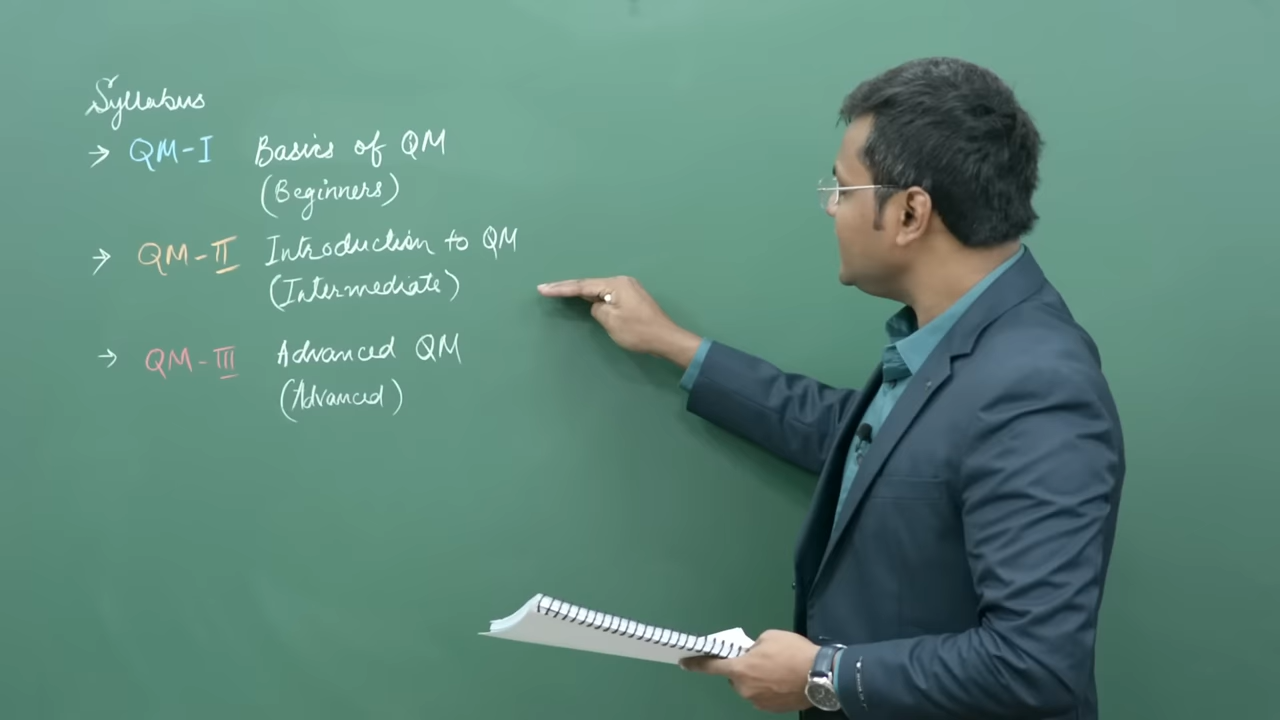 Syllabus
→ QM-I Basics of QM
(Beginners)
→ QM-II Introduction to QM
(Intermediate)
→ QM-III Advanced QM
(Advanced)